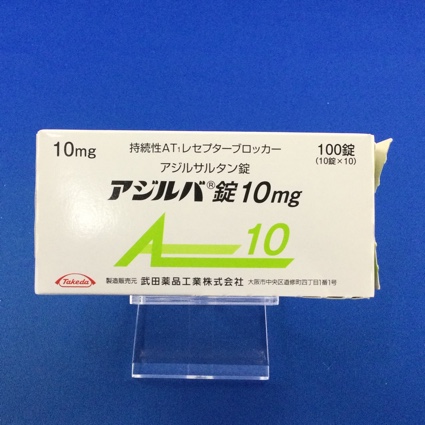 10mg
持続性AT₁レセプターブロッカー
100錠
(10錠×10)
アジルサルタン錠
アジルバ®錠10mg
10
Takeda
製造販売元 武田薬品工業株式会社 大阪市中央区道修町四丁目1番1号